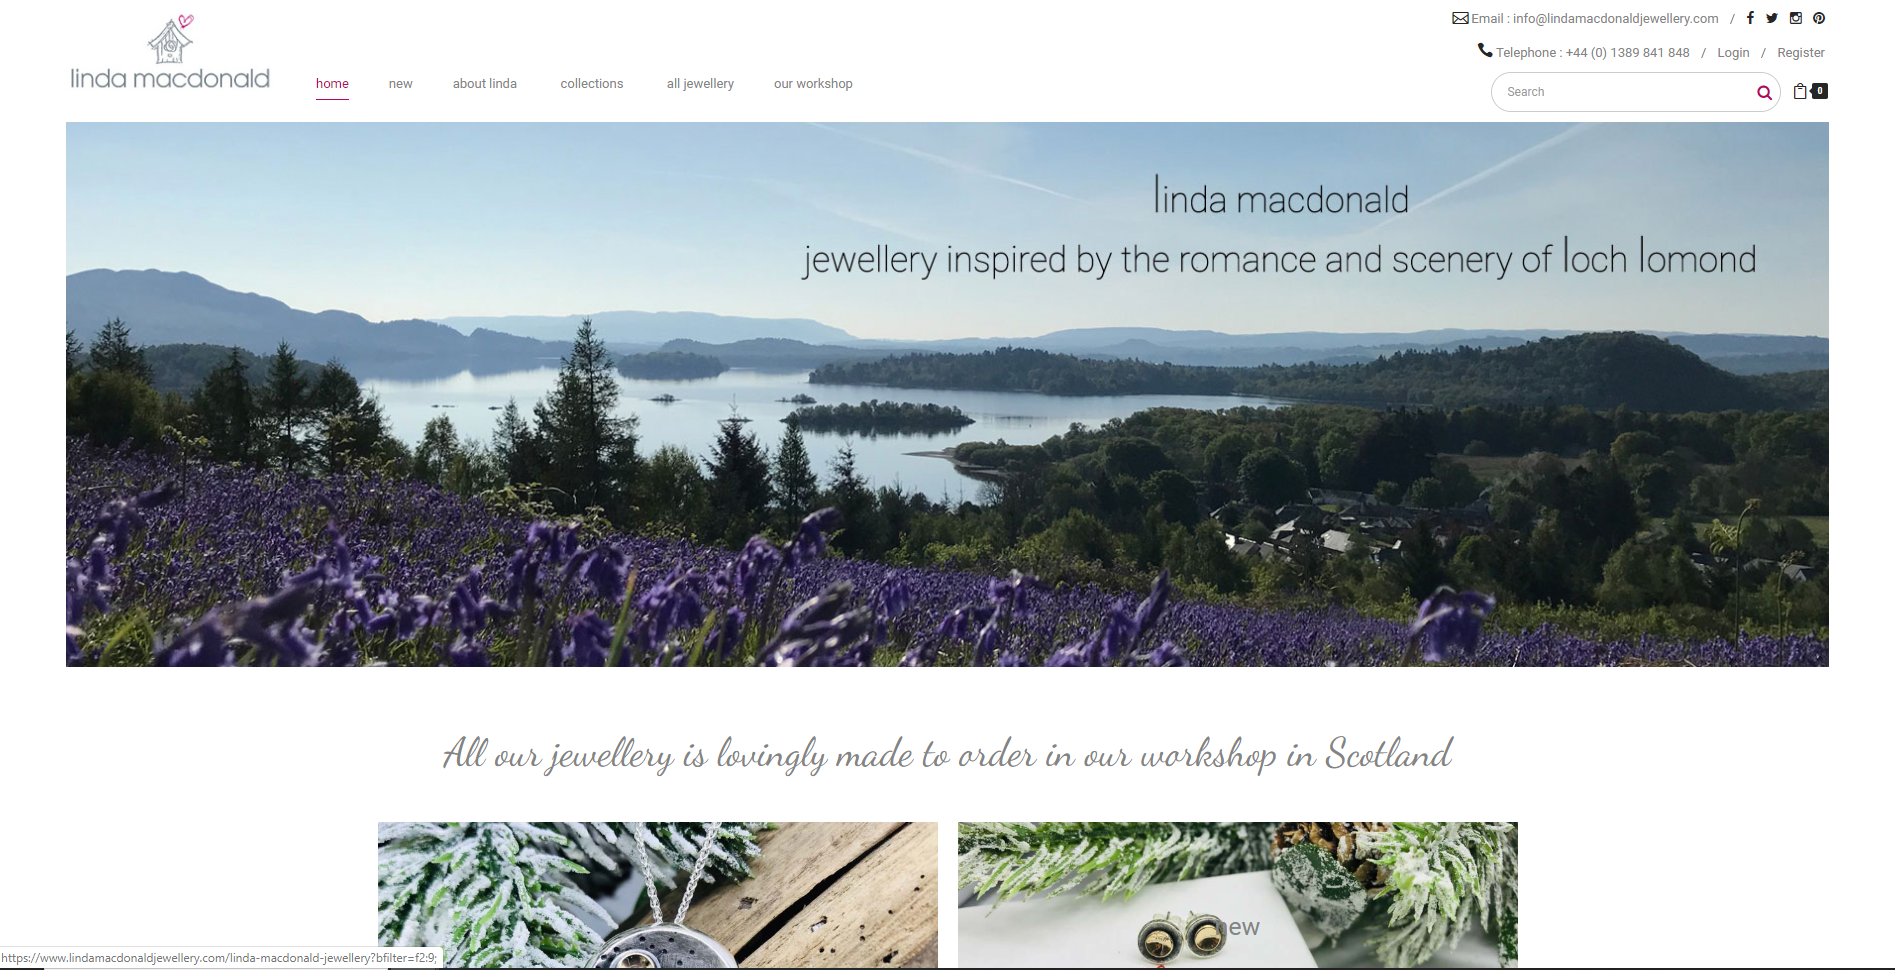 Email : info@lindamacdonaldjewellery.com /
Telephone : +44 (0) 1389 841 848 / Login / Register
linda macdonald
home new about linda collections all jewellery our workshop
Search
0
linda macdonald
jewellery inspired by the romance and scenery of loch lomond
All our jewellery is lovingly made to order in our workshop in Scotland
new
https://www.lindamacdonaldjewellery.com/linda-macdonald-jewellery?bfilter=f2:9;